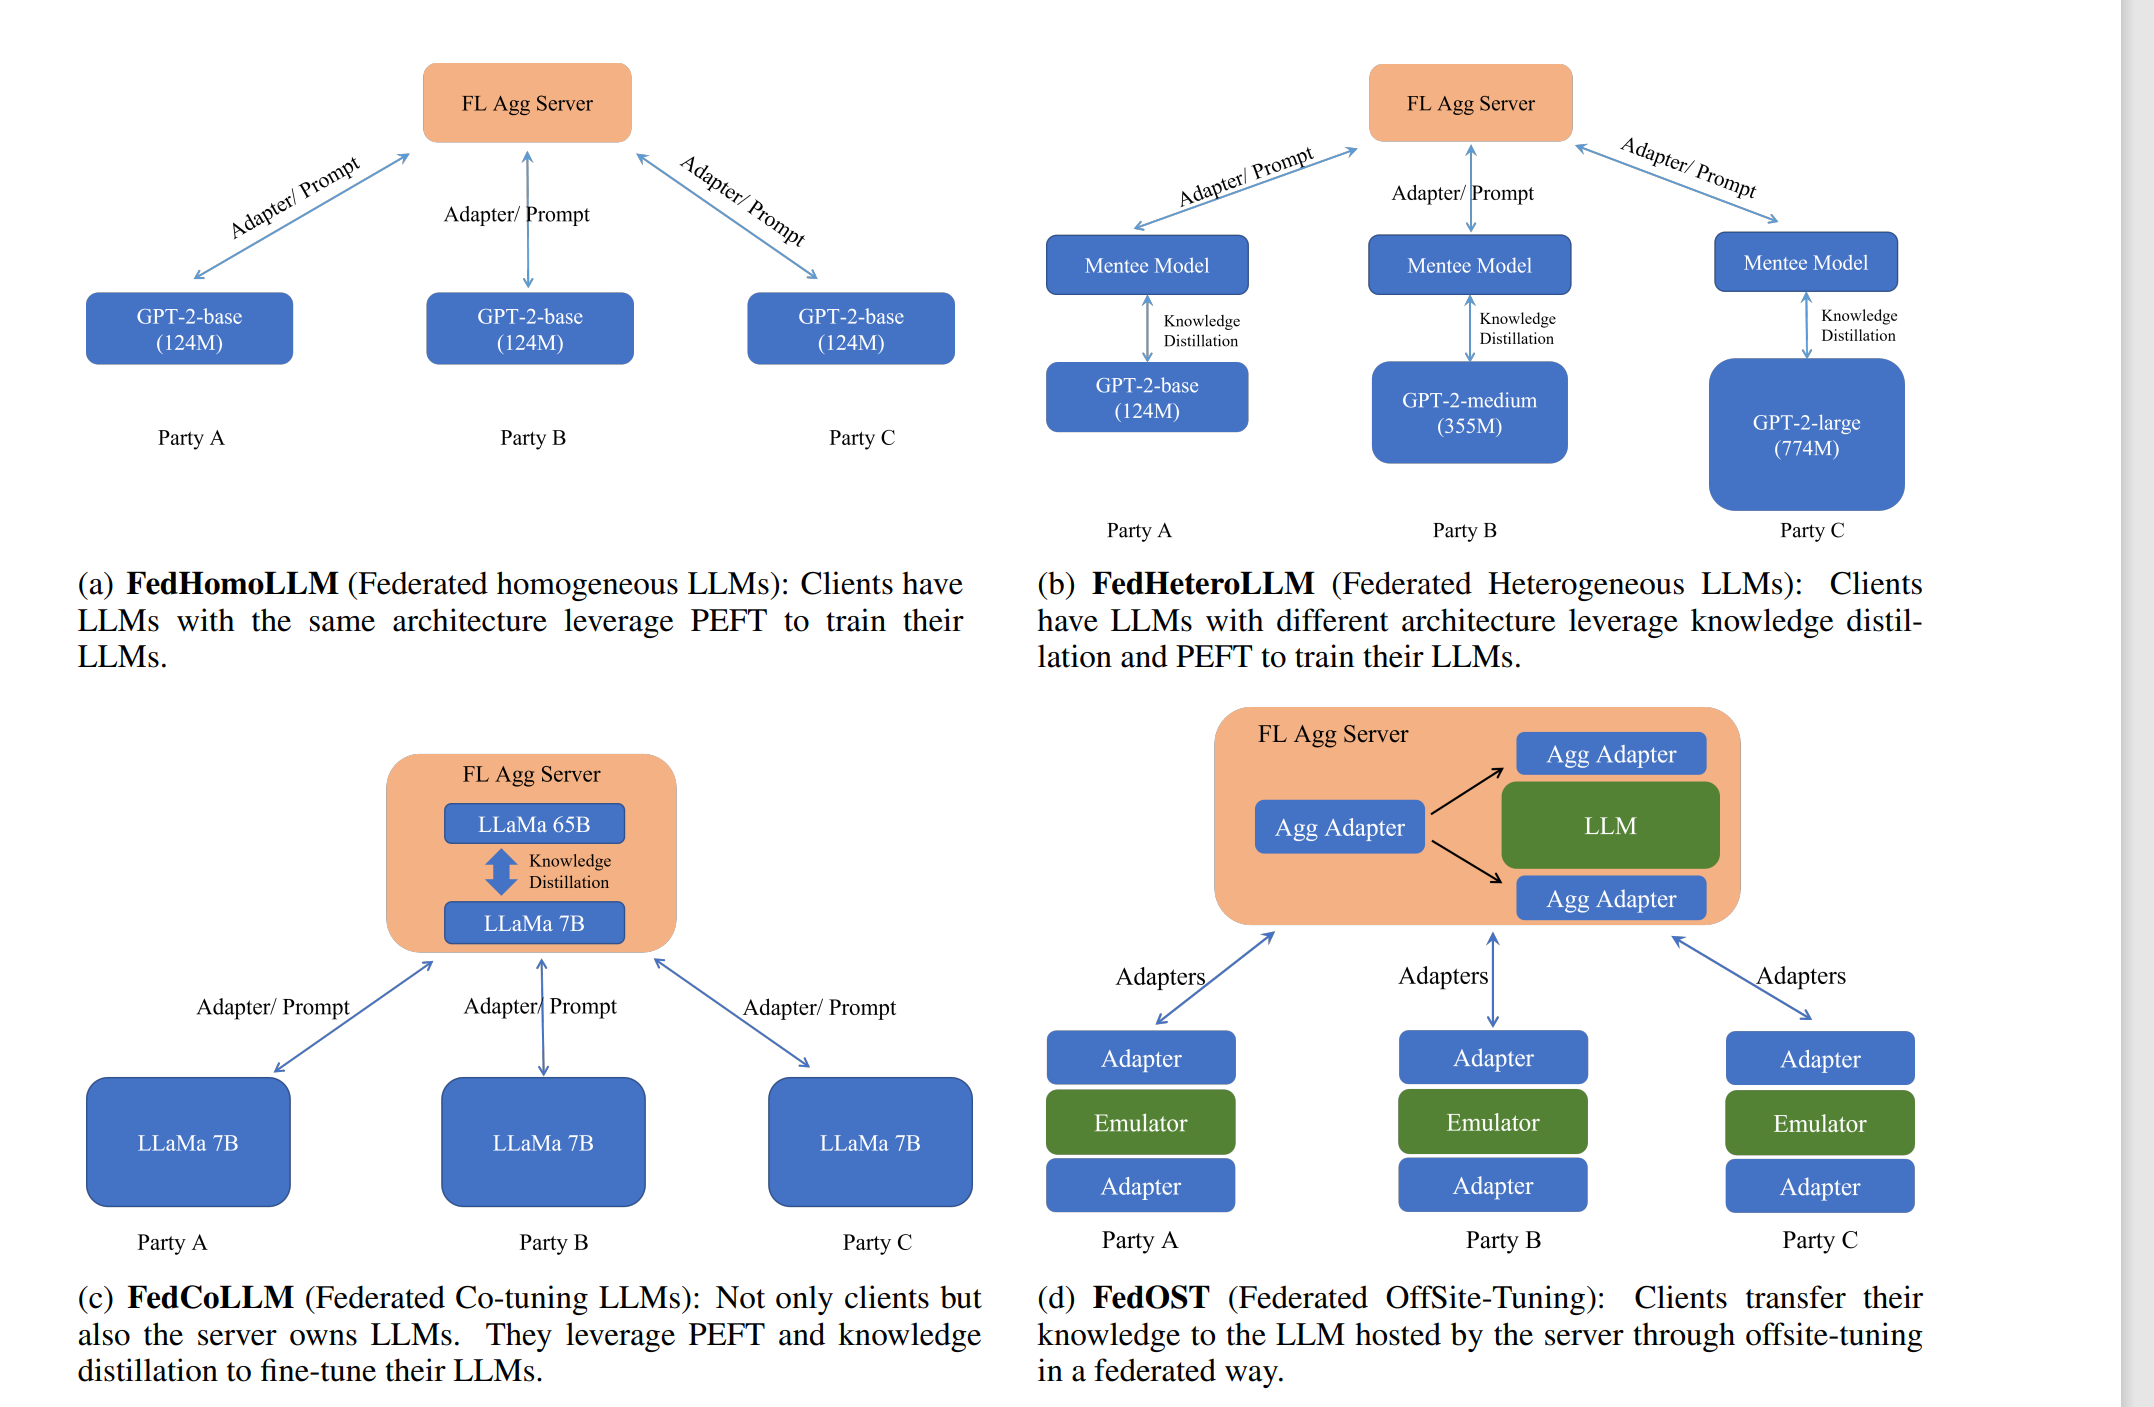 FL Agg Server
Adapter/ Prompt
Adapter/ Prompt
Adapter/ Prompt
GPT-2-base
(124M)
GPT-2-base
(124M)
GPT-2-base
(124M)
Party A
Party B
Party C
(a) FedHomoLLM (Federated homogeneous LLMs): Clients have
LLMs with the same architecture leverage PEFT to train their
LLMs.
FL Agg Server
Adapter/ Prompt
Adapter/ Prompt
Adapter/ Prompt
Mentee Model
Mentee Model
Mentee Model
Knowledge
Distillation
Knowledge
Distillation
Knowledge
Distillation
GPT-2-base
(124M)
GPT-2-medium
(355M)
GPT-2-large
(774M)
Party A
Party B
Party C
(b) FedHeteroLLM (Federated Heterogeneous LLMs): Clients
have LLMs with different architecture leverage knowledge distil-
lation and PEFT to train their LLMs.
FL Agg Server
LLaMa 65B
Knowledge
Distillation
LLaMa 7B
Adapter/ Prompt
Adapter/ Prompt
Adapter/ Prompt
LLaMa 7B
LLaMa 7B
LLaMa 7B
Party A
Party B
Party C
(c) FedCoLLM (Federated Co-tuning LLMs): Not only clients but
also the server owns LLMs. They leverage PEFT and knowledge
distillation to fine-tune their LLMs.
FL Agg Server
Agg Adapter
Agg Adapter
LLM
Agg Adapter
Adapters
Adapters
Adapters
Adapter
Adapter
Adapter
Emulator
Emulator
Emulator
Adapter
Adapter
Adapter
Party A
Party B
Party C
(d) FedOST (Federated OffSite-Tuning): Clients transfer their
knowledge to the LLM hosted by the server through offsite-tuning
in a federated way.